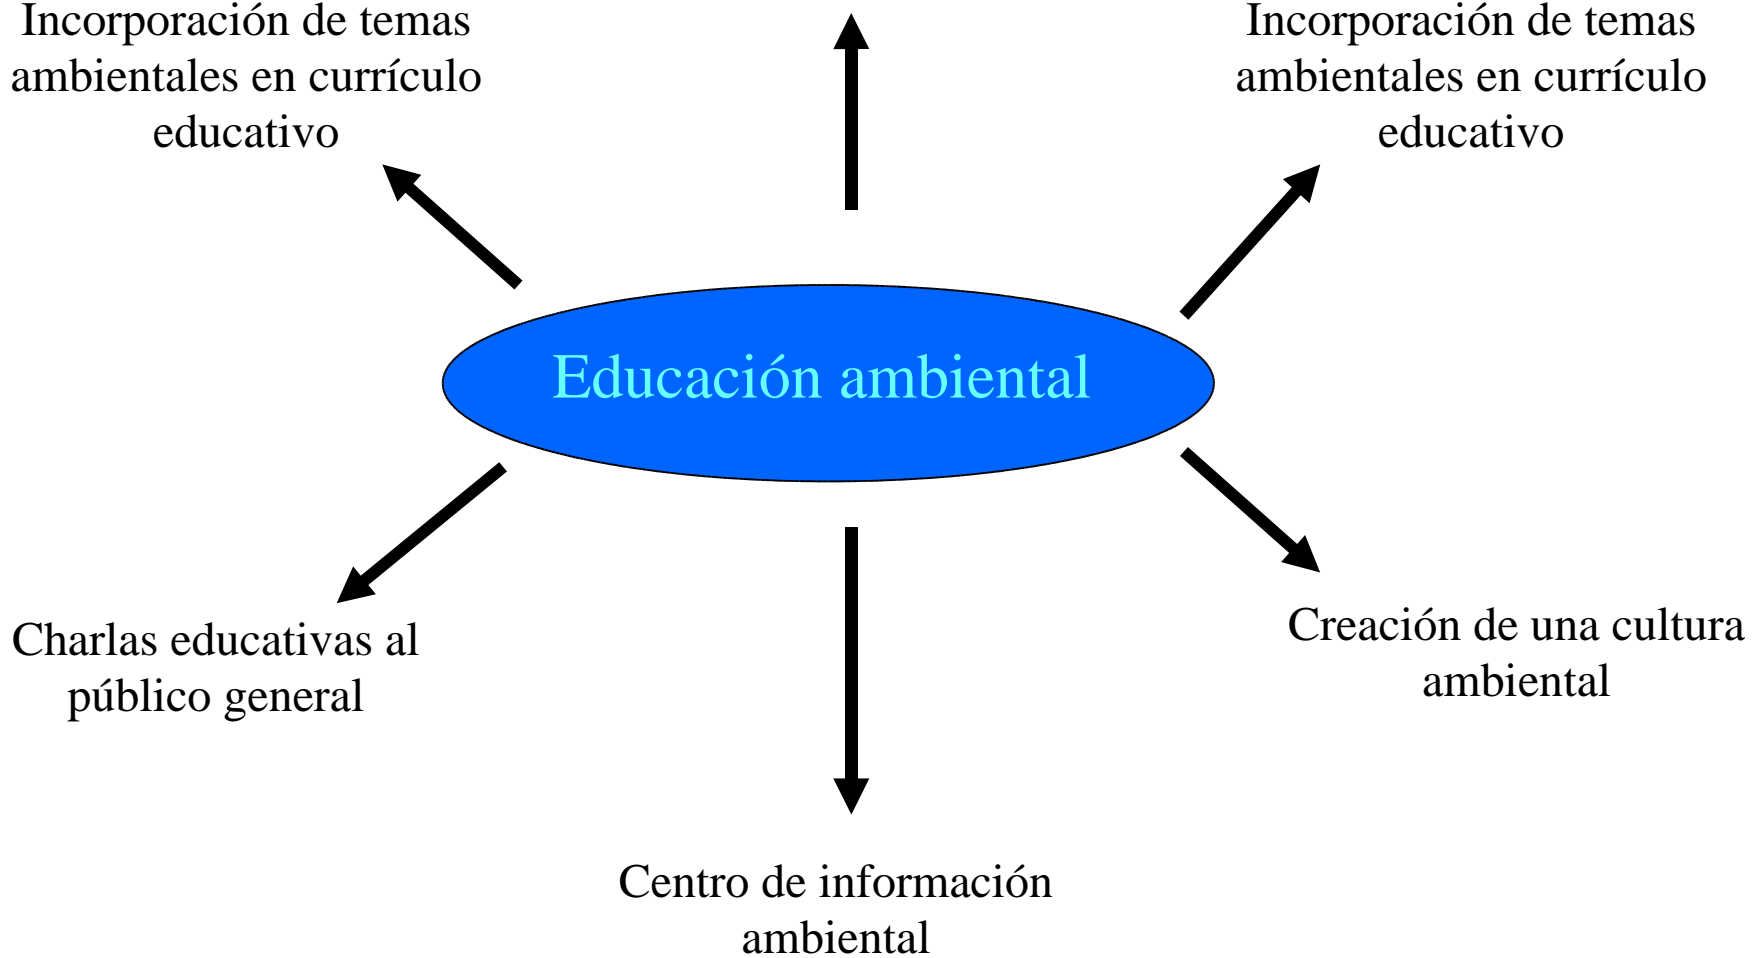 Incorporación de temas
ambientales en currículo
educativo
Incorporación de temas
ambientales en currículo
educativo
Educación ambiental
Charlas educativas al
público general
Creación de una cultura
ambiental
Centro de información
ambiental